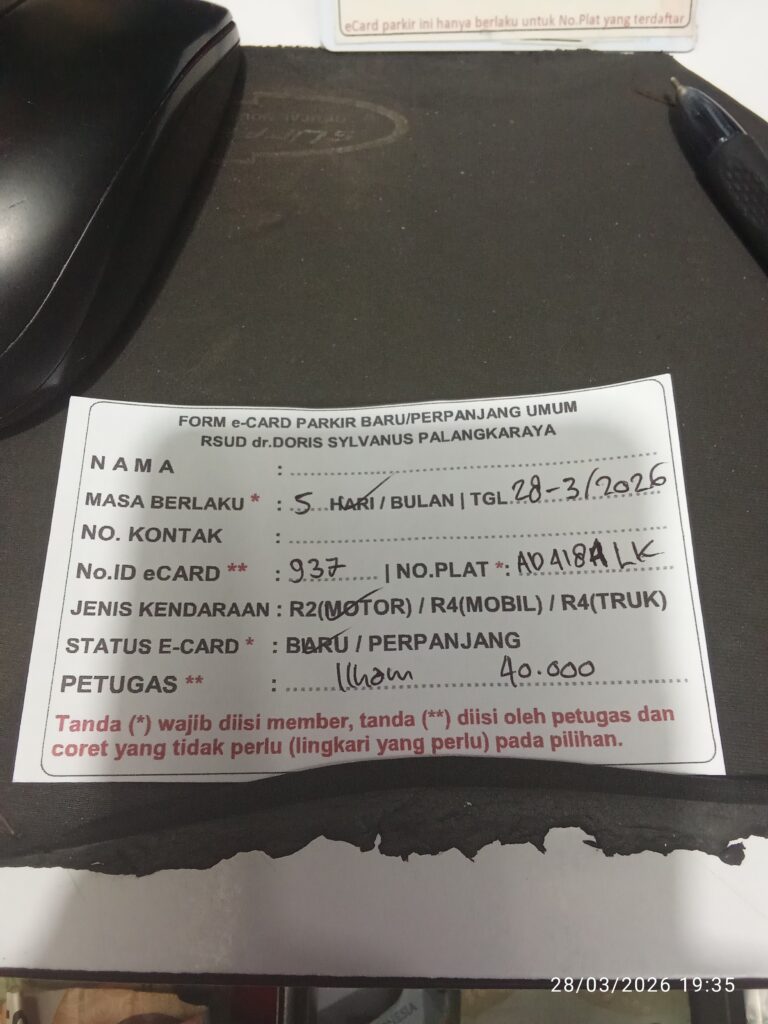 eCard parkir ini hanya berlaku untuk No.Plat yang terdaftar
FORM e-CARD PARKIR BARU/PERPANJANG UMUM
RSUD dr.DORIS SYLVANUS PALANGKARAYA
NAMA :
MASA BERLAKU * : 5 HARI / BULAN | TGL 28-3/2026
NO. KONTAK :
No.ID eCARD ** : 937 | NO.PLAT *: AD 4184 LK
JENIS KENDARAAN : R2(MOTOR) / R4(MOBIL) / R4(TRUK)
STATUS E-CARD * : BARU / PERPANJANG
PETUGAS ** : Ilham 40.000
Tanda (*) wajib diisi member, tanda (**) diisi oleh petugas dan
coret yang tidak perlu (lingkari yang perlu) pada pilihan.
28/03/2026 19:35